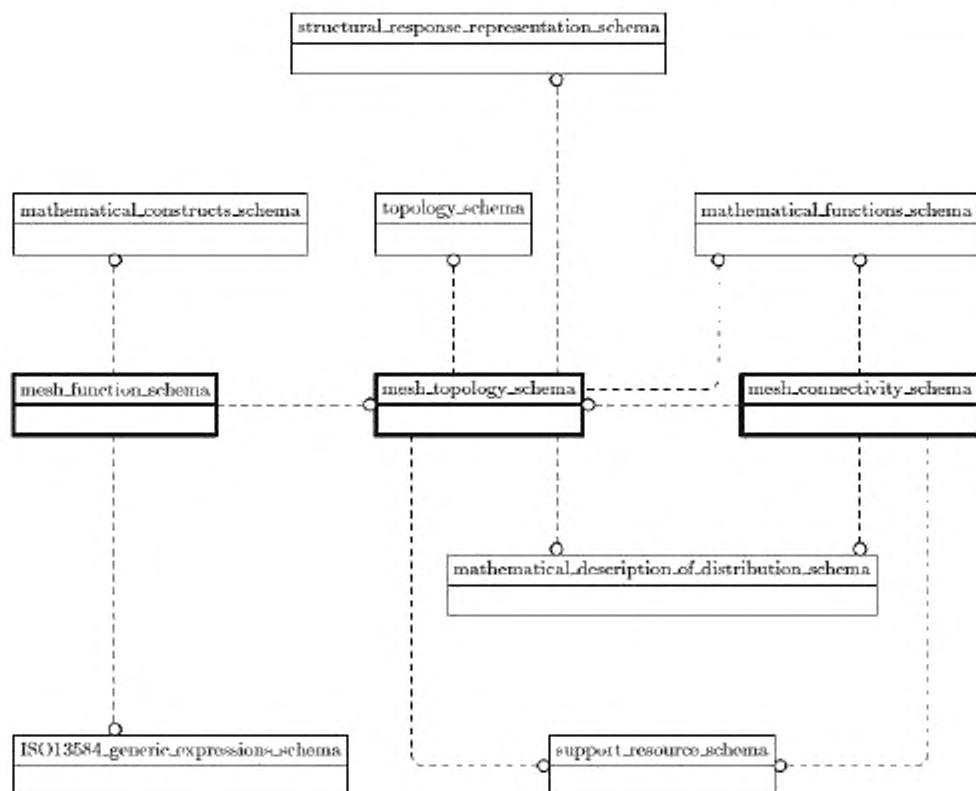 structural_response_representation_schema
mathematical_constructs_schema
topology_schema
mathematical_functions_schema
mesh_function_schema
mesh_topology_schema
mesh_connectivity_schema
mathematical_description_of_distribution_schema
ISO13584_generic_expressions_schema
support_resource_schema